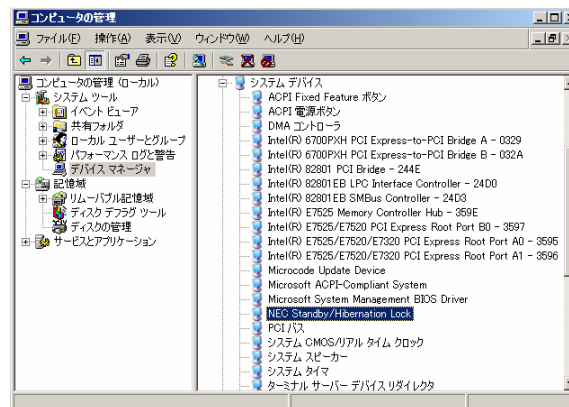 コンピュータの管理
ファイル(F) 操作(A) 表示(V) ウィンドウ(W) ヘルプ(H)
コンピュータの管理 (ローカル)
システム ツール
イベント ビューア
共有フォルダ
ローカル ユーザーとグループ
パフォーマンス ログと警告
デバイス マネージャ
記憶域
リムーバブル記憶域
ディスク デフラグ ツール
ディスクの管理
サービスとアプリケーション
システム デバイス
ACPI Fixed Feature ボタン
ACPI 電源ボタン
DMA コントローラ
Intel(R) 6700PXH PCI Express-to-PCI Bridge A - 0329
Intel(R) 6700PXH PCI Express-to-PCI Bridge B - 032A
Intel(R) 82801 PCI Bridge - 244E
Intel(R) 82801EB LPC Interface Controller - 24D0
Intel(R) 82801EB SMBus Controller - 24D3
Intel(R) E7525 Memory Controller Hub - 359E
Intel(R) E7525/E7520 PCI Express Root Port B0 - 3597
Intel(R) E7525/E7520/E7320 PCI Express Root Port A0 - 3595
Intel(R) E7525/E7520/E7320 PCI Express Root Port A1 - 3596
Microcode Update Device
Microsoft ACPI-Compliant System
Microsoft System Management BIOS Driver
NEC Standby/Hibernation Lock
PCI バス
システム CMOS/リアル タイム クロック
システム スピーカー
システム タイマ
ターミナル サーバー デバイス リダイレクタ